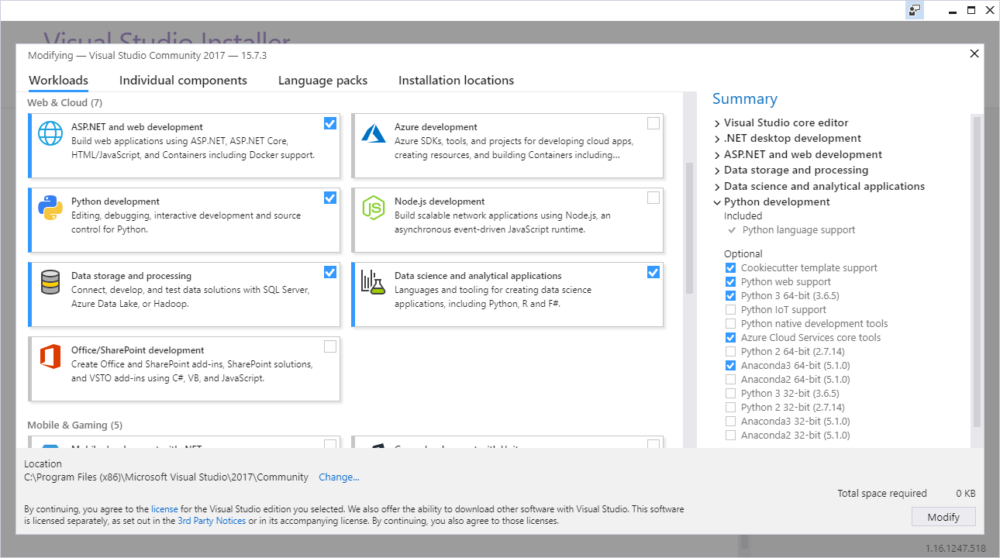 Visual Studio Installer
Modifying — Visual Studio Community 2017 — 15.7.3
Workloads
Individual components
Language packs
Installation locations
Web & Cloud (7)
ASP.NET and web development
Build web applications using ASP.NET, ASP.NET Core,
HTML/JavaScript, and Containers including Docker support.
Azure development
Azure SDKs, tools, and projects for developing cloud apps,
creating resources, and building Containers including...
Python development
Editing, debugging, interactive development and source
control for Python.
Node.js development
Build scalable network applications using Node.js, an
asynchronous event-driven JavaScript runtime.
Data storage and processing
Connect, develop, and test data solutions with SQL Server,
Azure Data Lake, or Hadoop.
Data science and analytical applications
Languages and tooling for creating data science
applications, including Python, R and F#.
Office/SharePoint development
Create Office and SharePoint add-ins, SharePoint solutions,
and VSTO add-ins using C#, VB, and JavaScript.
Mobile & Gaming (5)
Mobile development with .NET
Game development with Unity
Summary
Visual Studio core editor
.NET desktop development
ASP.NET and web development
Data storage and processing
Data science and analytical applications
Python development
Included
Python language support
Optional
Cookiecutter template support
Python web support
Python 3 64-bit (3.6.5)
Python IoT support
Python native development tools
Azure Cloud Services core tools
Python 2 64-bit (2.7.14)
Anaconda3 64-bit (5.1.0)
Anaconda2 64-bit (5.1.0)
Python 3 32-bit (3.6.5)
Python 2 32-bit (2.7.14)
Anaconda3 32-bit (5.1.0)
Anaconda2 32-bit (5.1.0)
Location
C:\Program Files (x86)\Microsoft Visual Studio\2017\Community Change...
By continuing, you agree to the license for the Visual Studio edition you selected. We also offer the ability to download other software with Visual Studio. This software
is licensed separately, as set out in the 3rd Party Notices or in its accompanying license. By continuing, you also agree to those licenses.
Total space required 0 KB
Modify
1.16.1247.518